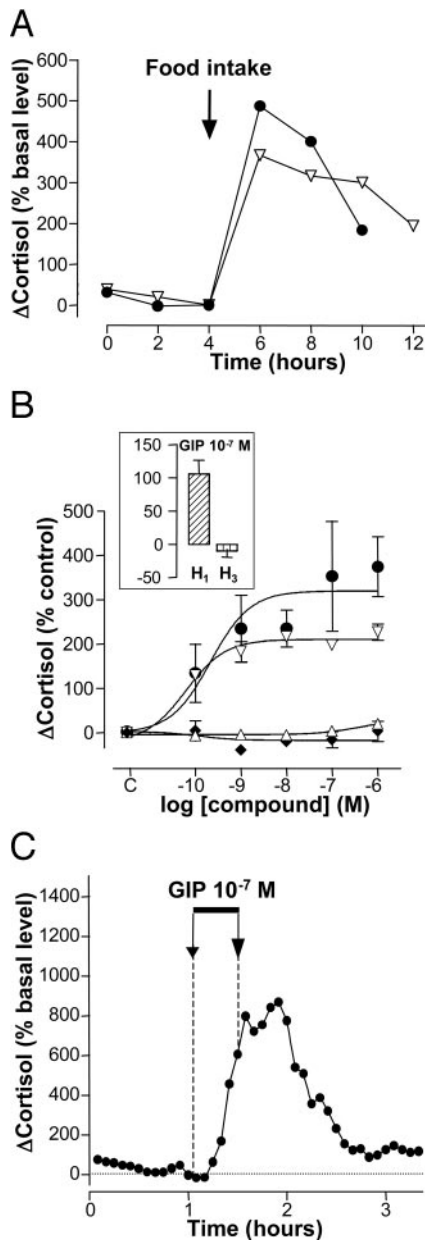 A
600
500
400
300
200
100
0
ΔCortisol (% basal level)
Food intake
0 2 4 6 8 10 12
Time (hours)
B
150
100
50
0
-50
GIP 10⁻⁷ M
H₁ H₃
500
400
300
200
100
0
ΔCortisol (% control)
C -10 -9 -8 -7 -6
log [compound] (M)
C
GIP 10⁻⁷ M
1400
1200
1000
800
600
400
200
0
ΔCortisol (% basal level)
0 1 2 3
Time (hours)